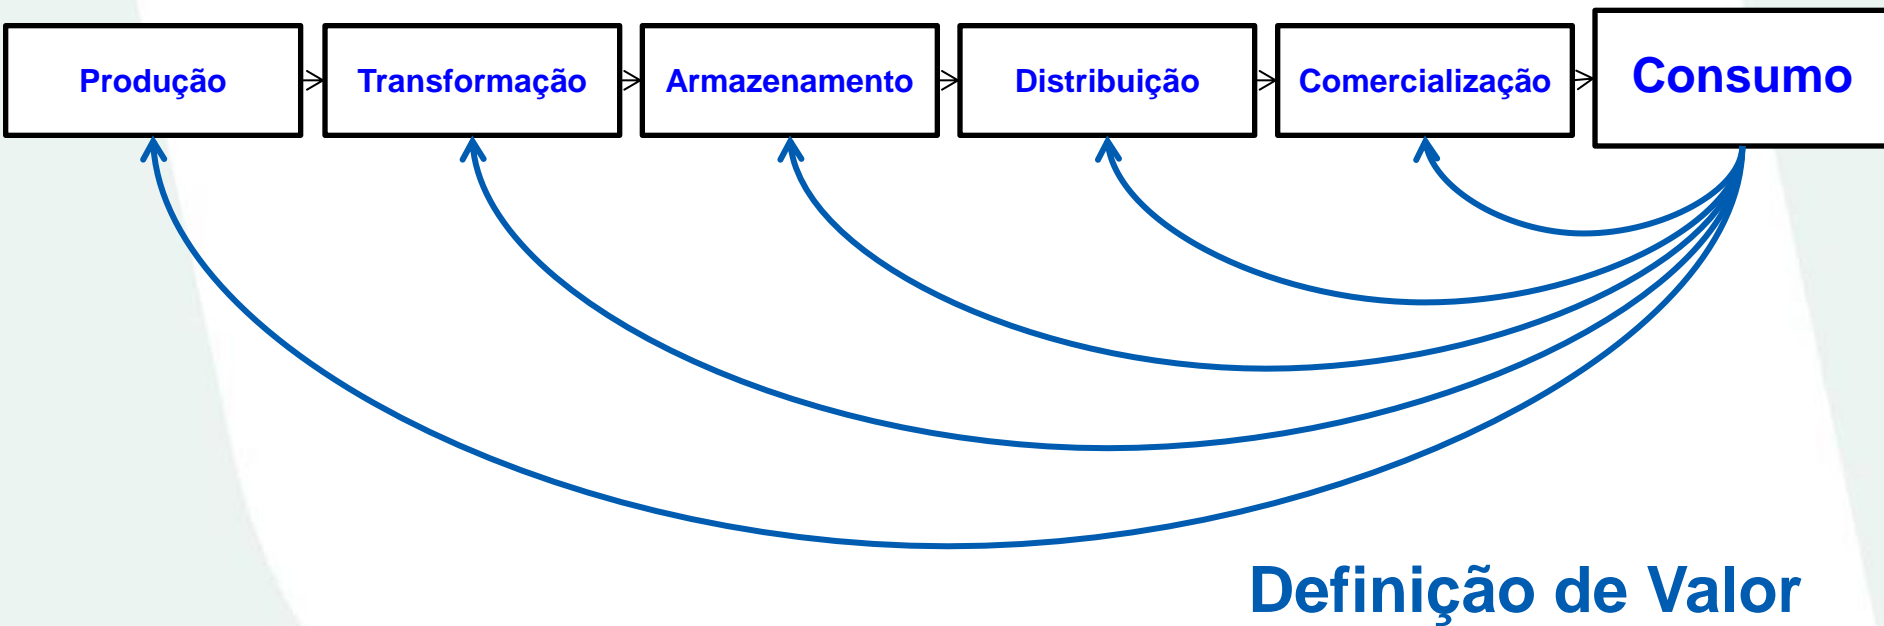 Produção
Transformação
Armazenamento
Distribuição
Comercialização
Consumo
Definição de Valor